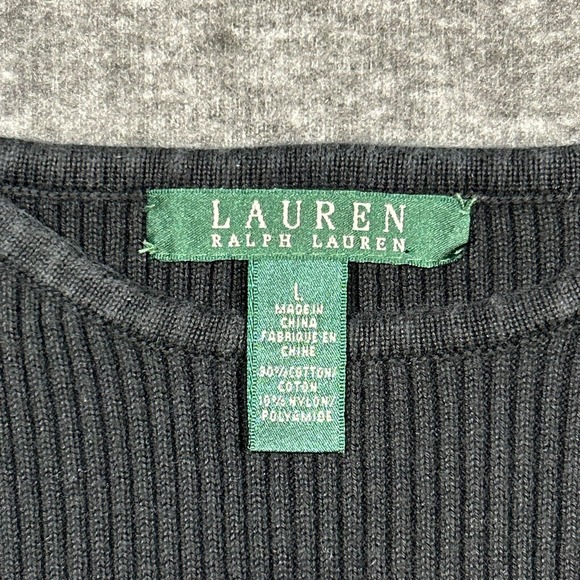 LAUREN
RALPH LAUREN
L
MADE IN
CHINA
FABRIQUE EN
CHINE
90% COTTON/
COTON
10% NYLON/
POLYAMIDE